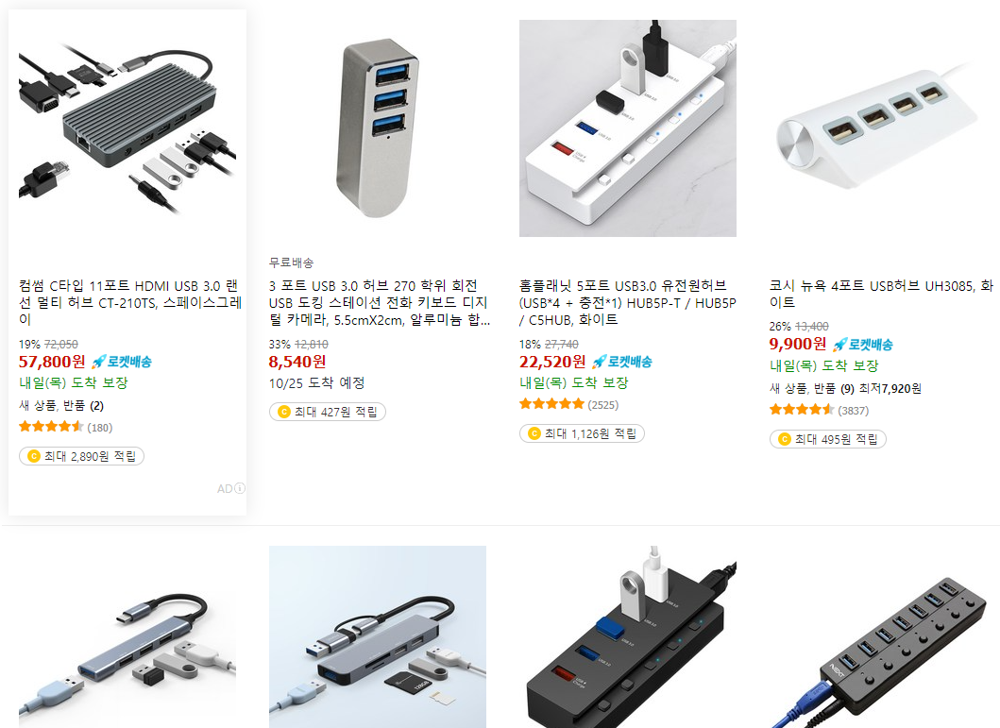 컴썸 C타입 11포트 HDMI USB 3.0 랜
선 멀티 허브 CT-210TS, 스페이스그레
이
19% 72,050
57,800원 로켓배송
내일(목) 도착 보장
새 상품, 반품 (2)
(180)
C 최대 2,890원 적립
AD
무료배송
3 포트 USB 3.0 허브 270 학위 회전
USB 도킹 스테이션 전화 키보드 디지
털 카메라, 5.5cmX2cm, 알루미늄 합...
33% 12,810
8,540원
10/25 도착 예정
C 최대 427원 적립
홈플래닛 5포트 USB3.0 유전원허브
(USB*4 + 충전*1) HUB5P-T / HUB5P
/ C5HUB, 화이트
18% 27,740
22,520원 로켓배송
내일(목) 도착 보장
(2525)
C 최대 1,126원 적립
코시 뉴욕 4포트 USB허브 UH3085, 화
이트
26% 13,400
9,900원 로켓배송
내일(목) 도착 보장
새 상품, 반품 (9) 최저7,920원
(3837)
C 최대 495원 적립
NEXT